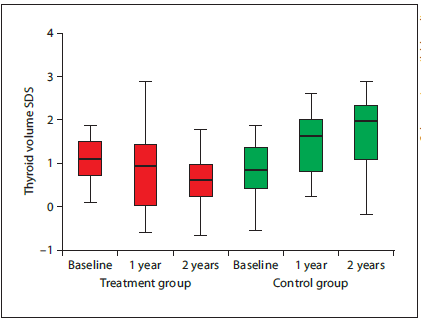 Thyroid volume SDS
4
3
2
1
0
–1
Baseline 1 year 2 years Baseline 1 year 2 years
Treatment group Control group